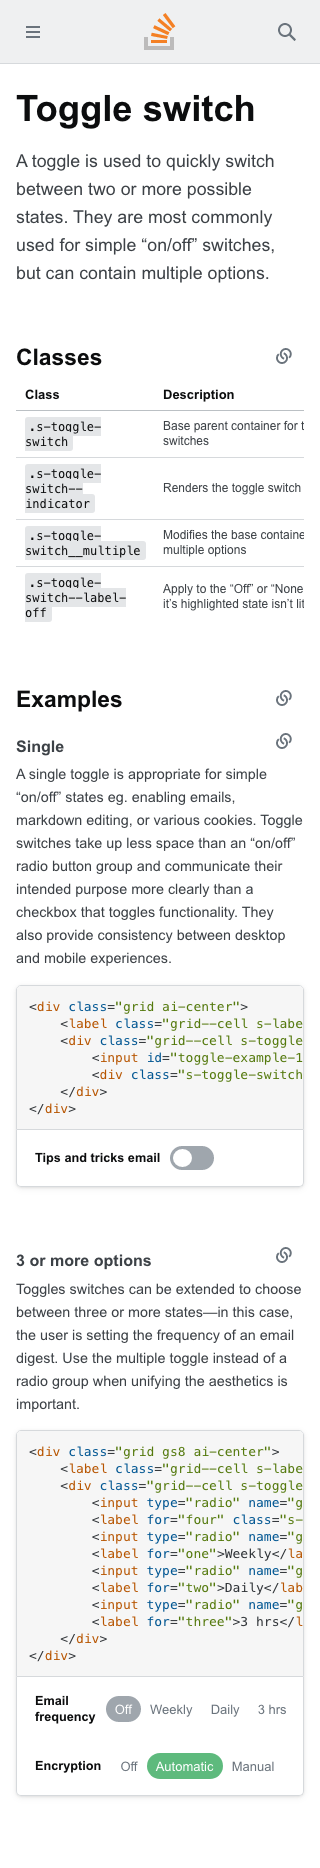 Toggle switch
A toggle is used to quickly switch
between two or more possible
states. They are most commonly
used for simple “on/off” switches,
but can contain multiple options.
Classes
Class Description
.s-toggle-
switch
Base parent container for t
switches
.s-toggle-
switch--
indicator
Renders the toggle switch
.s-toggle-
switch__multiple
Modifies the base containe
multiple options
.s-toggle-
switch--label-
off
Apply to the “Off” or “None
it’s highlighted state isn’t lit
Examples
Single
A single toggle is appropriate for simple
“on/off” states eg. enabling emails,
markdown editing, or various cookies. Toggle
switches take up less space than an “on/off”
radio button group and communicate their
intended purpose more clearly than a
checkbox that toggles functionality. They
also provide consistency between desktop
and mobile experiences.
<div class="grid ai-center">
<label class="grid--cell s-labe
<div class="grid--cell s-toggle
<input id="toggle-example-1
<div class="s-toggle-switch
</div>
</div>
Tips and tricks email
3 or more options
Toggles switches can be extended to choose
between three or more states—in this case,
the user is setting the frequency of an email
digest. Use the multiple toggle instead of a
radio group when unifying the aesthetics is
important.
<div class="grid gs8 ai-center">
<label class="grid--cell s-labe
<div class="grid--cell s-toggle
<input type="radio" name="g
<label for="four" class="s-
<input type="radio" name="g
<label for="one">Weekly</la
<input type="radio" name="g
<label for="two">Daily</lab
<input type="radio" name="g
<label for="three">3 hrs</l
</div>
</div>
Email
frequency
Off Weekly Daily 3 hrs
Encryption Off Automatic Manual